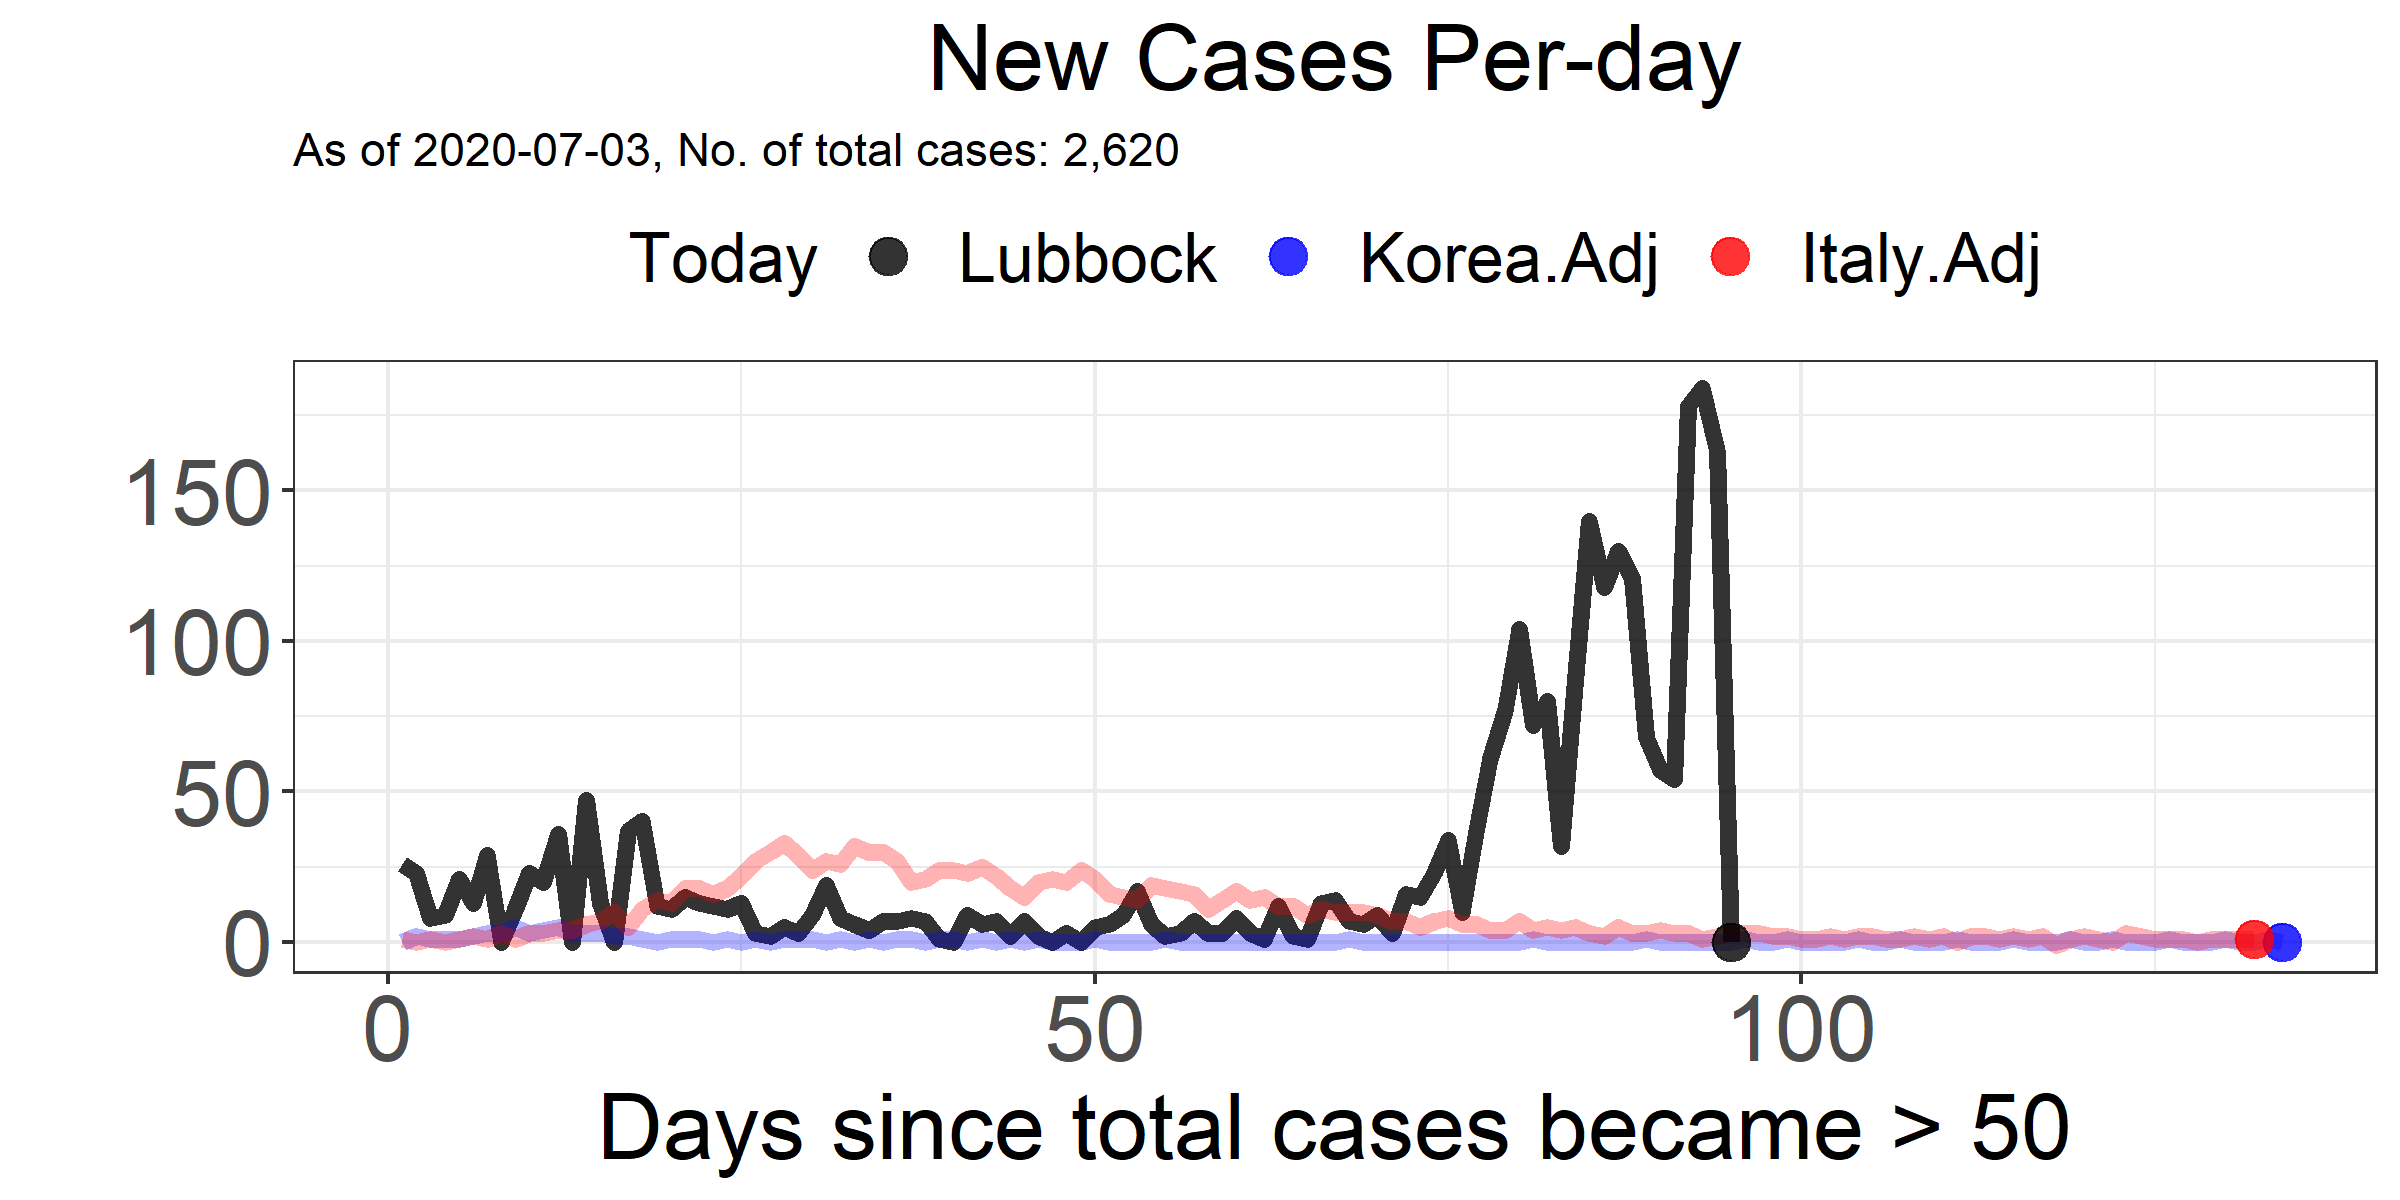 New Cases Per-day
As of 2020-07-03, No. of total cases: 2,620
Today Lubbock Korea.Adj Italy.Adj
150
100
50
0
0 50 100
Days since total cases became > 50